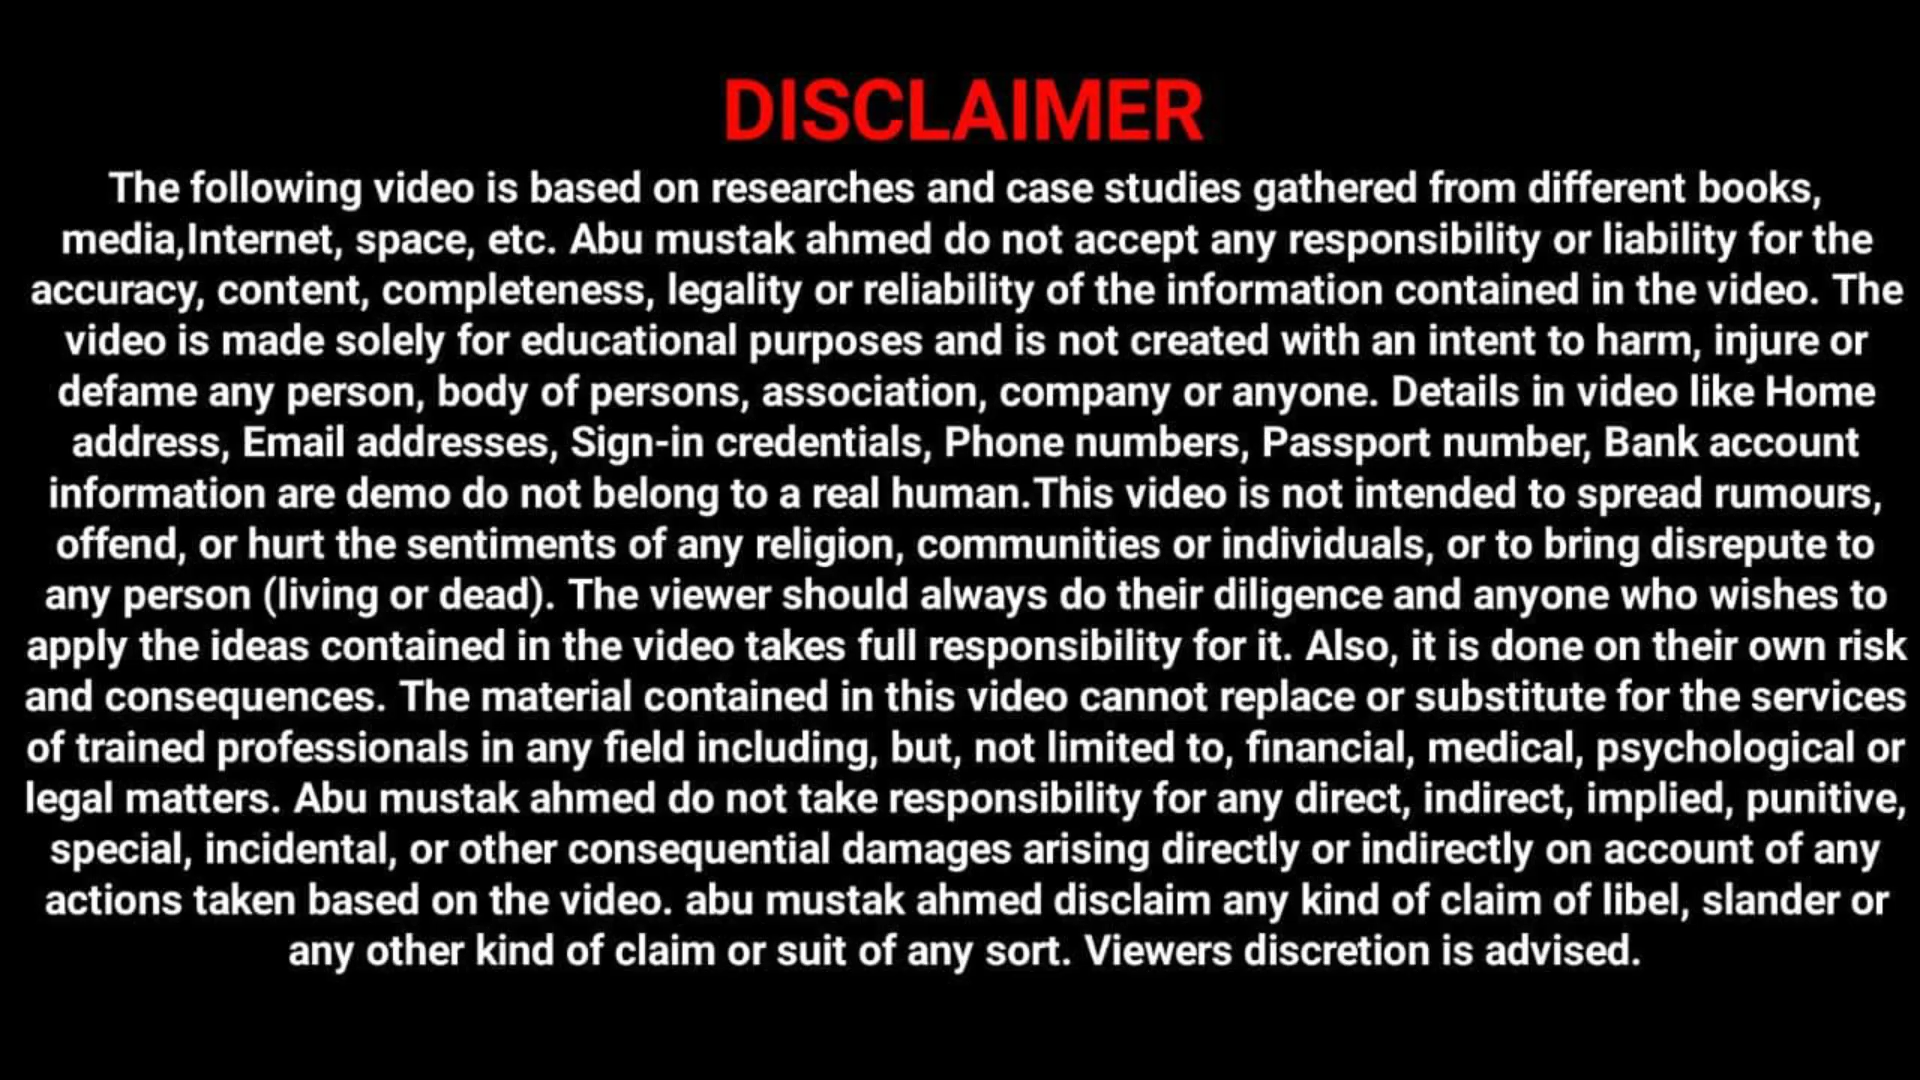 DISCLAIMER
The following video is based on researches and case studies gathered from different books,
media,Internet, space, etc. Abu mustak ahmed do not accept any responsibility or liability for the
accuracy, content, completeness, legality or reliability of the information contained in the video. The
video is made solely for educational purposes and is not created with an intent to harm, injure or
defame any person, body of persons, association, company or anyone. Details in video like Home
address, Email addresses, Sign-in credentials, Phone numbers, Passport number, Bank account
information are demo do not belong to a real human.This video is not intended to spread rumours,
offend, or hurt the sentiments of any religion, communities or individuals, or to bring disrepute to
any person (living or dead). The viewer should always do their diligence and anyone who wishes to
apply the ideas contained in the video takes full responsibility for it. Also, it is done on their own risk
and consequences. The material contained in this video cannot replace or substitute for the services
of trained professionals in any field including, but, not limited to, financial, medical, psychological or
legal matters. Abu mustak ahmed do not take responsibility for any direct, indirect, implied, punitive,
special, incidental, or other consequential damages arising directly or indirectly on account of any
actions taken based on the video. abu mustak ahmed disclaim any kind of claim of libel, slander or
any other kind of claim or suit of any sort. Viewers discretion is advised.